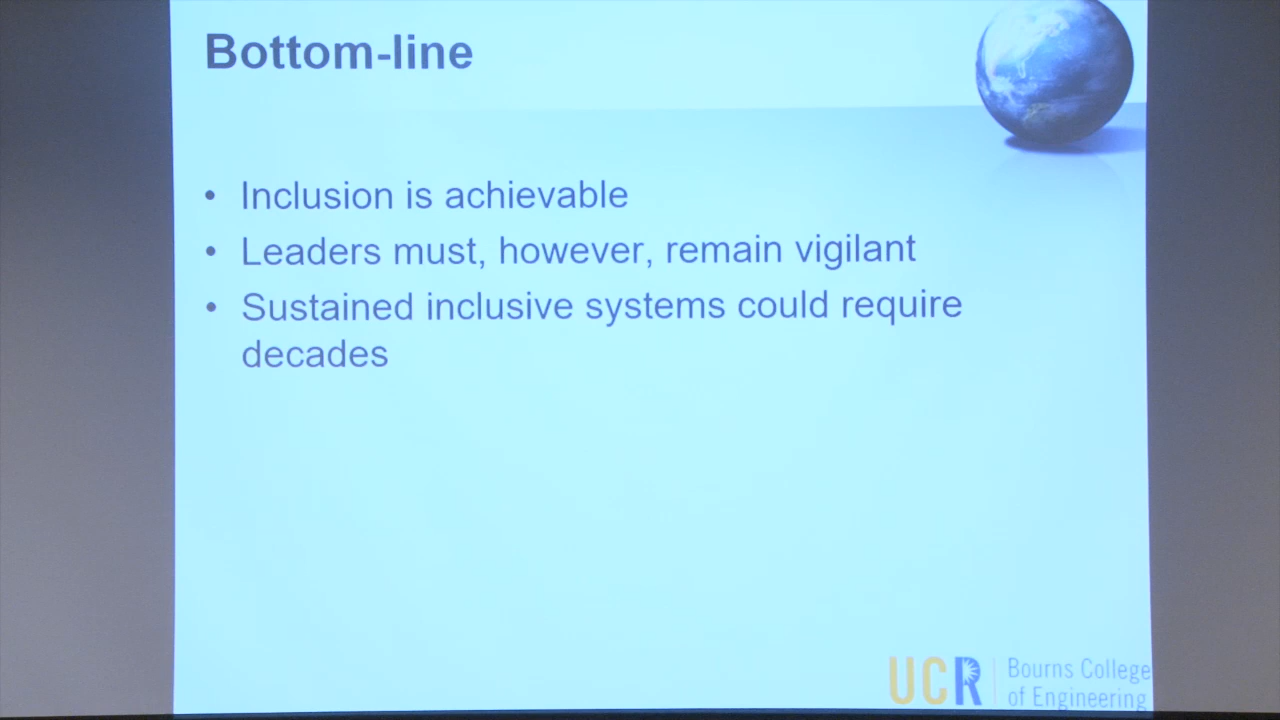 Bottom-line
• Inclusion is achievable
• Leaders must, however, remain vigilant
• Sustained inclusive systems could require
decades
UCR
Bourns College
of Engineering